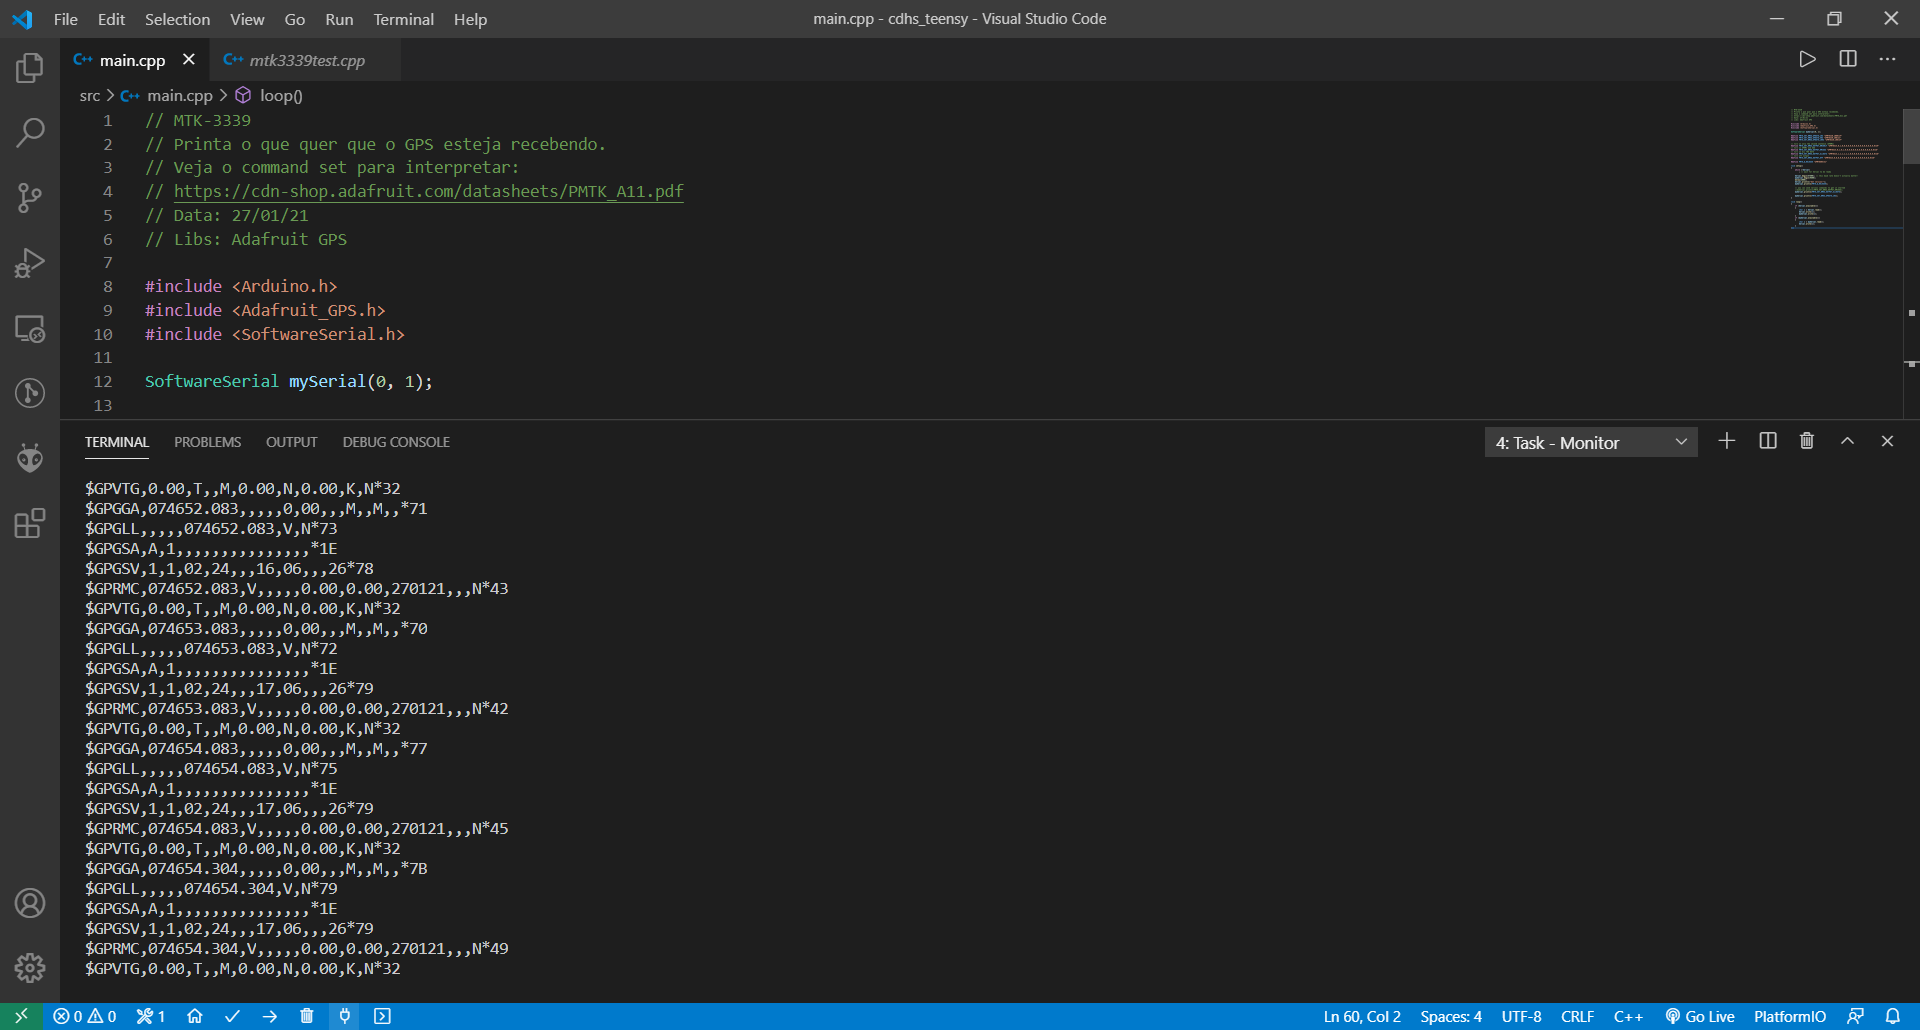 File Edit Selection View Go Run Terminal Help
main.cpp - cdhs_teensy - Visual Studio Code
main.cpp
mtk3339test.cpp
src > main.cpp > loop()
1 // MTK-3339
2 // Printa o que quer que o GPS esteja recebendo.
3 // Veja o command set para interpretar:
4 // https://cdn-shop.adafruit.com/datasheets/PMTK_A11.pdf
5 // Data: 27/01/21
6 // Libs: Adafruit GPS
7
8 #include <Arduino.h>
9 #include <Adafruit_GPS.h>
10 #include <SoftwareSerial.h>
11
12 SoftwareSerial mySerial(0, 1);
13
TERMINAL PROBLEMS OUTPUT DEBUG CONSOLE
4: Task - Monitor
$GPVTG,0.00,T,,M,0.00,N,0.00,K,N*32
$GPGGA,074652.083,,,,,0,00,,,M,,M,,*71
$GPGLL,,,,,074652.083,V,N*73
$GPGSA,A,1,,,,,,,,,,,,,,,*1E
$GPGSV,1,1,02,24,,,16,06,,,26*78
$GPRMC,074652.083,V,,,,,0.00,0.00,270121,,,N*43
$GPVTG,0.00,T,,M,0.00,N,0.00,K,N*32
$GPGGA,074653.083,,,,,0,00,,,M,,M,,*70
$GPGLL,,,,,074653.083,V,N*72
$GPGSA,A,1,,,,,,,,,,,,,,,*1E
$GPGSV,1,1,02,24,,,17,06,,,26*79
$GPRMC,074653.083,V,,,,,0.00,0.00,270121,,,N*42
$GPVTG,0.00,T,,M,0.00,N,0.00,K,N*32
$GPGGA,074654.083,,,,,0,00,,,M,,M,,*77
$GPGLL,,,,,074654.083,V,N*75
$GPGSA,A,1,,,,,,,,,,,,,,,*1E
$GPGSV,1,1,02,24,,,17,06,,,26*79
$GPRMC,074654.083,V,,,,,0.00,0.00,270121,,,N*45
$GPVTG,0.00,T,,M,0.00,N,0.00,K,N*32
$GPGGA,074654.304,,,,,0,00,,,M,,M,,*7B
$GPGLL,,,,,074654.304,V,N*79
$GPGSA,A,1,,,,,,,,,,,,,,,*1E
$GPGSV,1,1,02,24,,,17,06,,,26*79
$GPRMC,074654.304,V,,,,,0.00,0.00,270121,,,N*49
$GPVTG,0.00,T,,M,0.00,N,0.00,K,N*32
0 0 1 Ln 60, Col 2 Spaces: 4 UTF-8 CRLF C++ Go Live PlatformIO